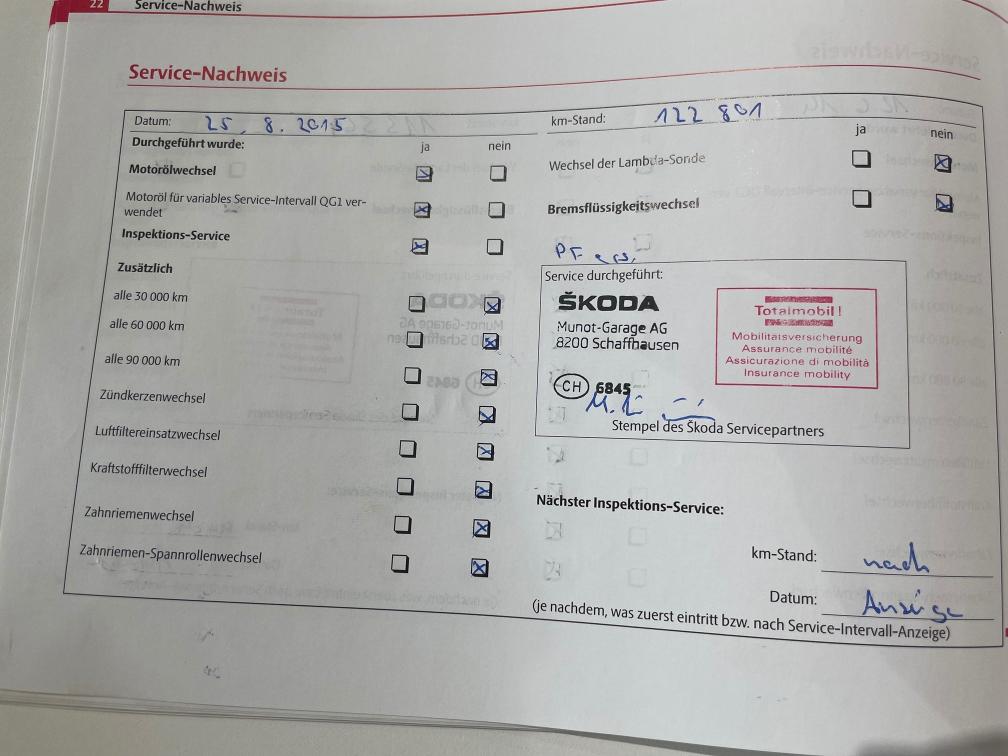 22 Service-Nachweis
Service-Nachweis
Datum: 25. 8. 2015
km-Stand: 122 801
Durchgeführt wurde: ja nein
ja nein
Motorölwechsel
Motoröl für variables Service-Intervall QG1 ver-
wendet
Inspektions-Service
Zusätzlich
alle 30 000 km
alle 60 000 km
alle 90 000 km
Zündkerzenwechsel
Luftfiltereinsatzwechsel
Kraftstofffilterwechsel
Zahnriemenwechsel
Zahnriemen-Spannrollenwechsel
Wechsel der Lambda-Sonde
Bremsflüssigkeitswechsel
PF
Service durchgeführt:
ŠKODA
Munot-Garage AG
8200 Schaffhausen
CH 6845
Totalmobil!
Mobilitätsversicherung
Assurance mobilité
Assicurazione di mobilità
Insurance mobility
Stempel des Škoda Servicepartners
Nächster Inspektions-Service:
km-Stand: nach
Datum: Anzeige
(je nachdem, was zuerst eintritt bzw. nach Service-Intervall-Anzeige)